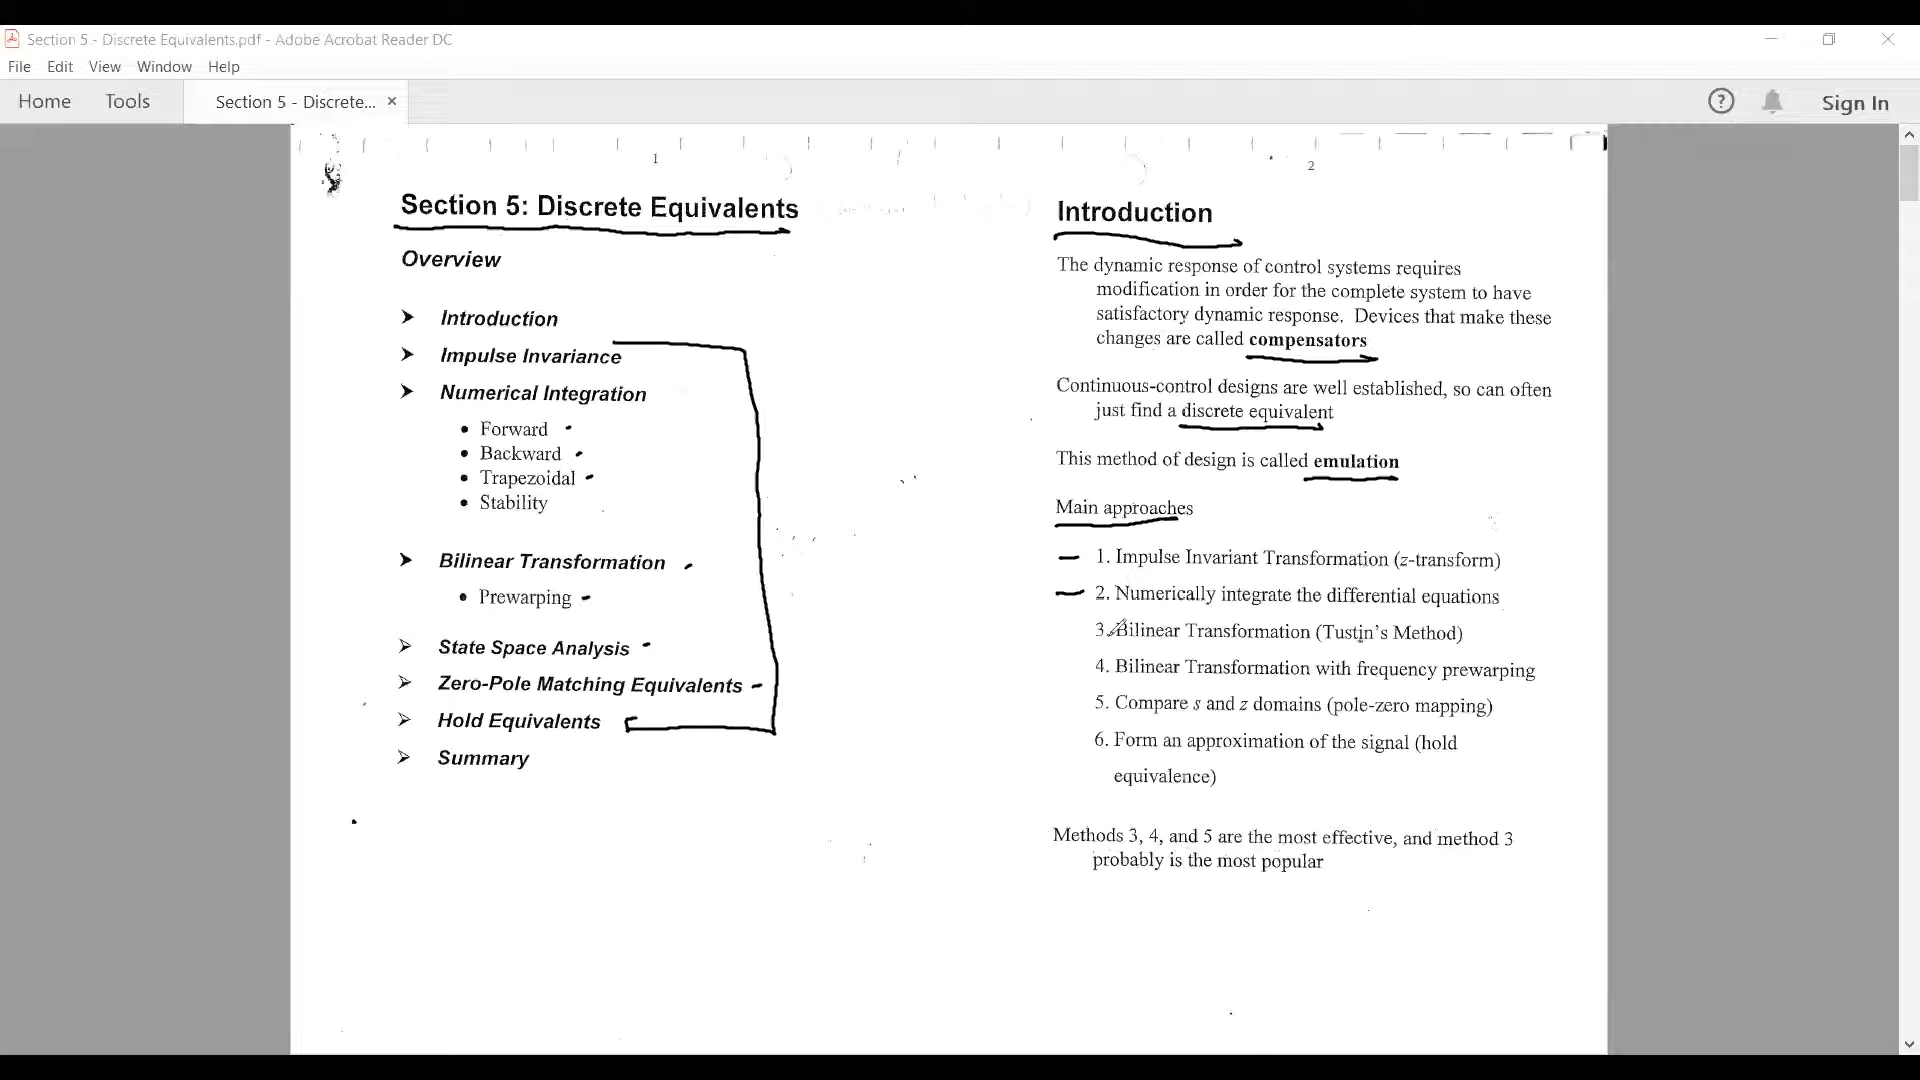 Section 5 - Discrete Equivalents.pdf - Adobe Acrobat Reader DC
File Edit View Window Help
Home Tools Section 5 - Discrete... × ? Sign In
1
Section 5: Discrete Equivalents
Overview
➤ Introduction
➤ Impulse Invariance
➤ Numerical Integration
• Forward
• Backward
• Trapezoidal
• Stability
➤ Bilinear Transformation
• Prewarping
➤ State Space Analysis
➤ Zero-Pole Matching Equivalents
➤ Hold Equivalents
➤ Summary
2
Introduction
The dynamic response of control systems requires
modification in order for the complete system to have
satisfactory dynamic response. Devices that make these
changes are called compensators
Continuous-control designs are well established, so can often
just find a discrete equivalent
This method of design is called emulation
Main approaches
1. Impulse Invariant Transformation (z-transform)
2. Numerically integrate the differential equations
3. Bilinear Transformation (Tustin's Method)
4. Bilinear Transformation with frequency prewarping
5. Compare s and z domains (pole-zero mapping)
6. Form an approximation of the signal (hold
equivalence)
Methods 3, 4, and 5 are the most effective, and method 3
probably is the most popular